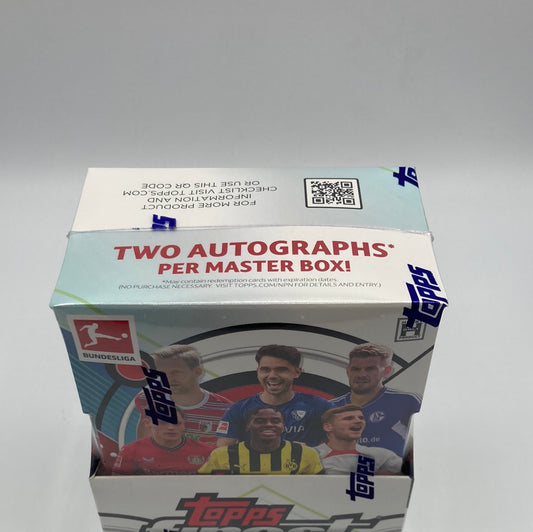 FOR MORE PRODUCT
INFORMATION AND
CHECKLIST VISIT TOPPS.COM
OR USE THIS QR CODE
topps
topps
TWO AUTOGRAPHS*
PER MASTER BOX!
*May contain redemption cards with expiration dates.
(NO PURCHASE NECESSARY. VISIT TOPPS.COM/NPN FOR DETAILS AND ENTRY.)
topps
BUNDESLIGA
topps
topps
topps